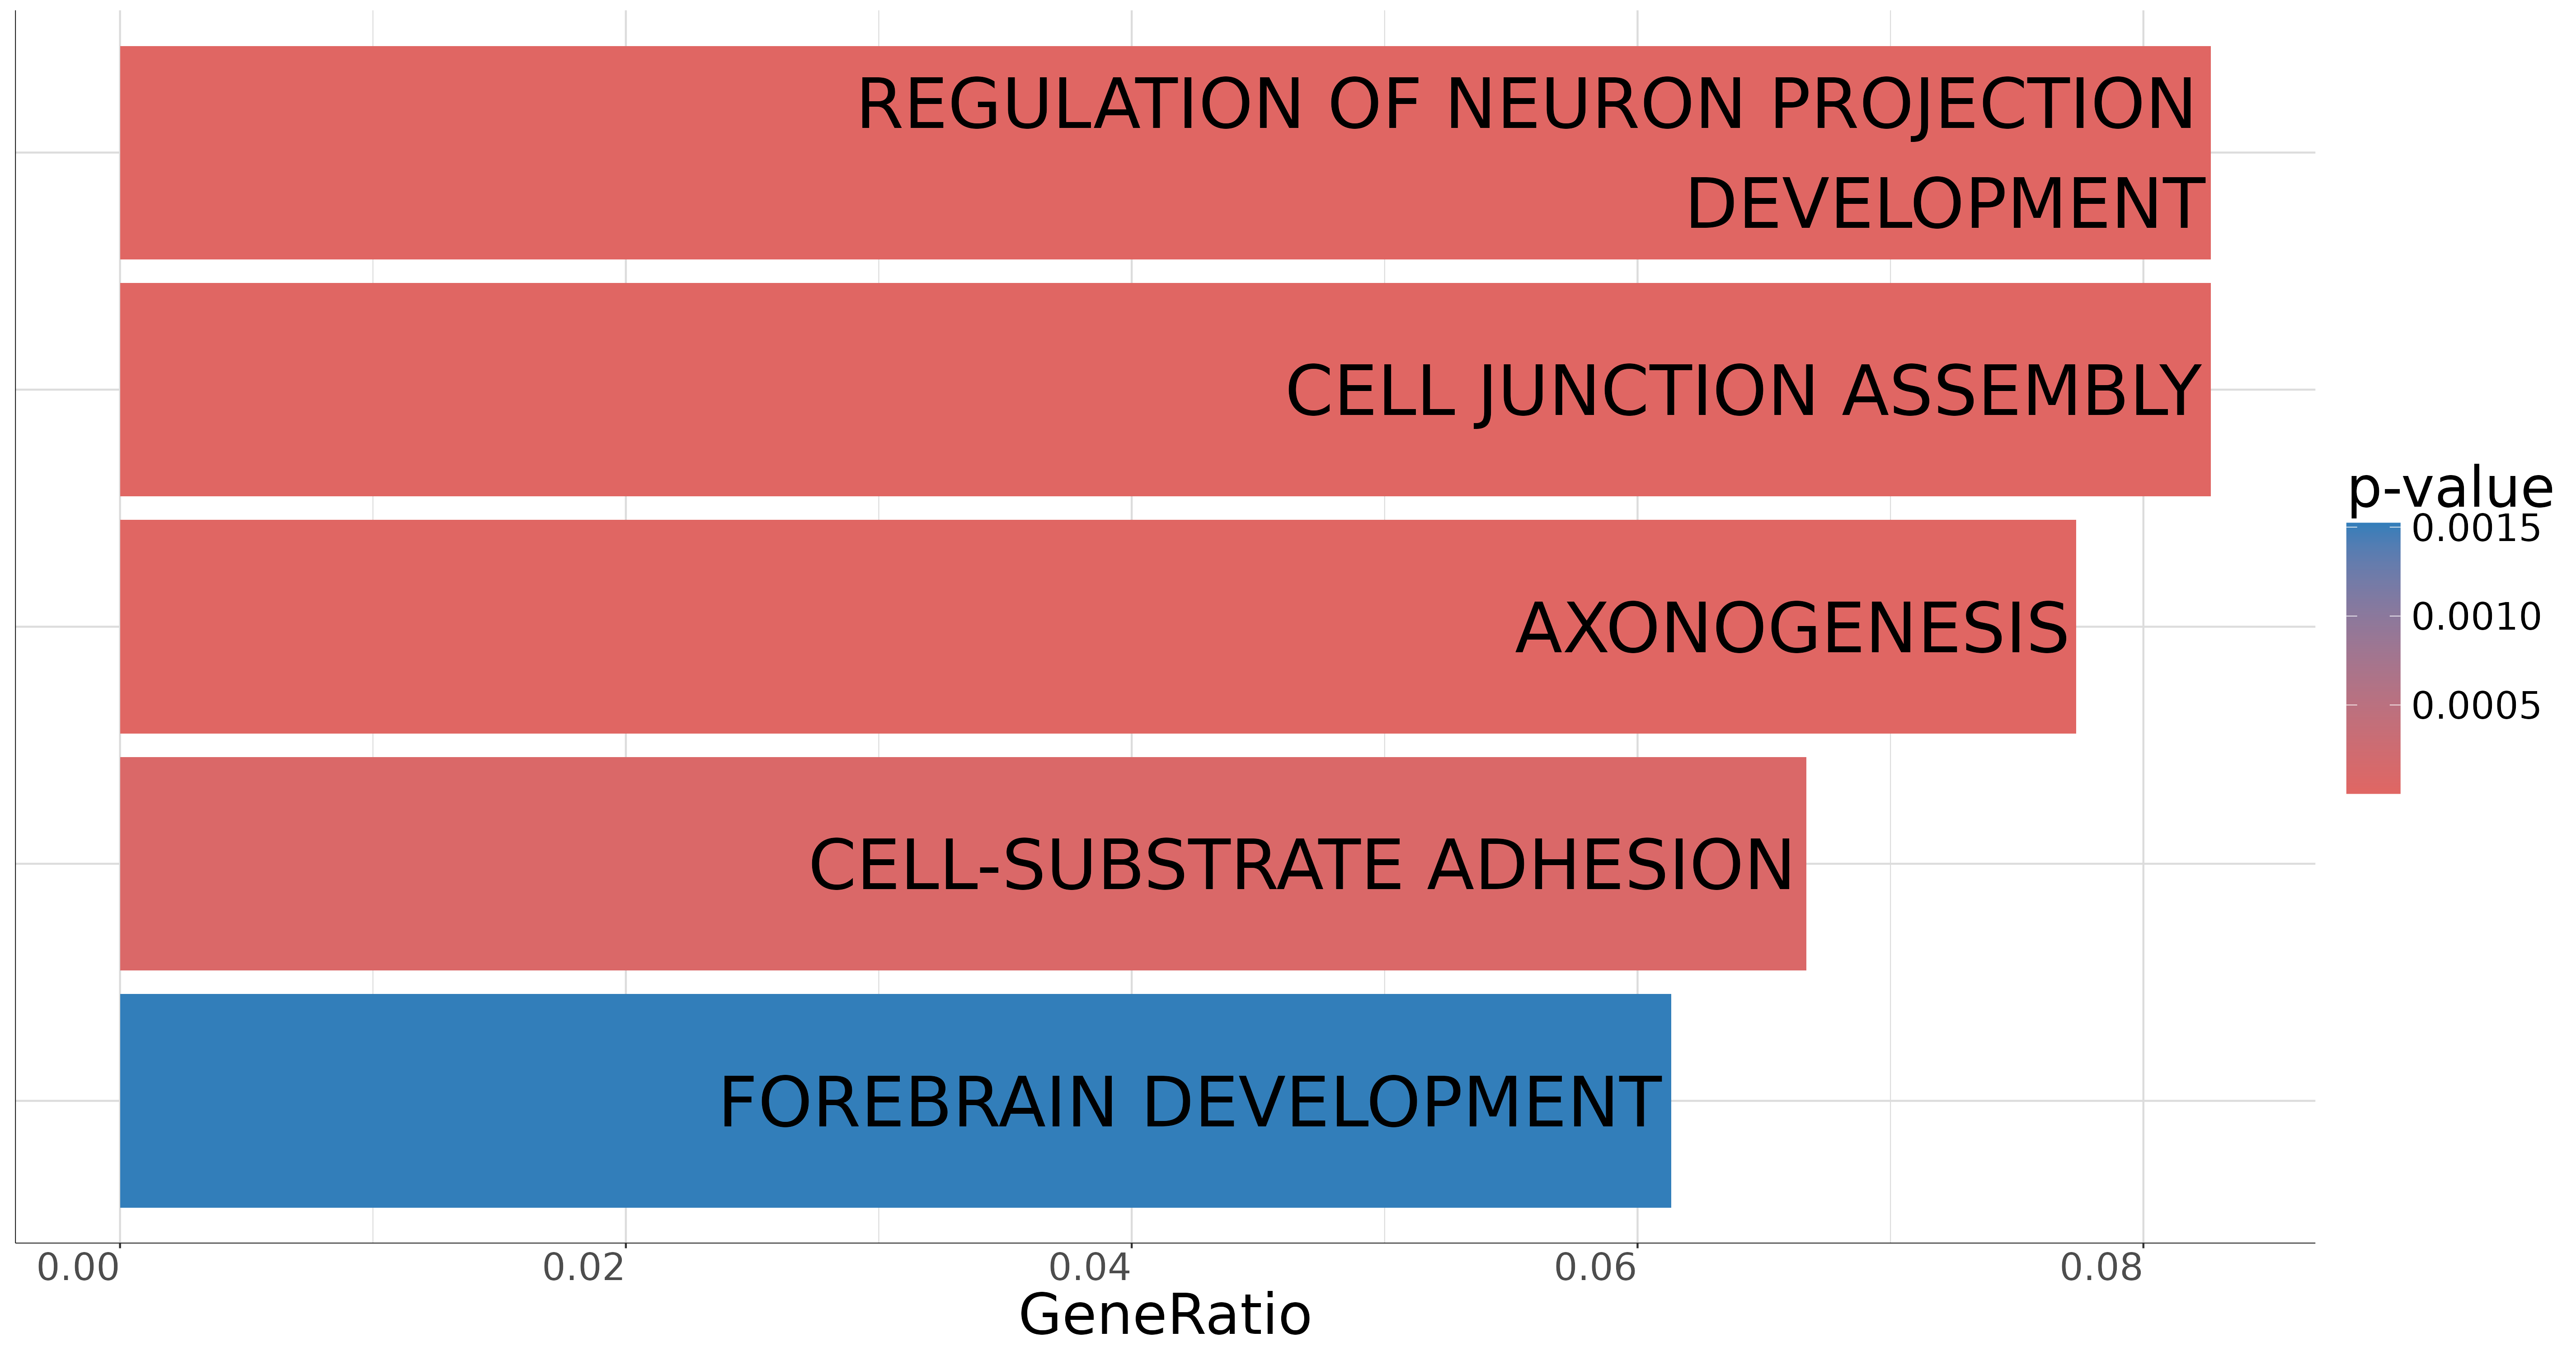 REGULATION OF NEURON PROJECTION
DEVELOPMENT
CELL JUNCTION ASSEMBLY
AXONOGENESIS
CELL-SUBSTRATE ADHESION
FOREBRAIN DEVELOPMENT
0.00
0.02
0.04
0.06
0.08
GeneRatio
p-value
0.0015
0.0010
0.0005